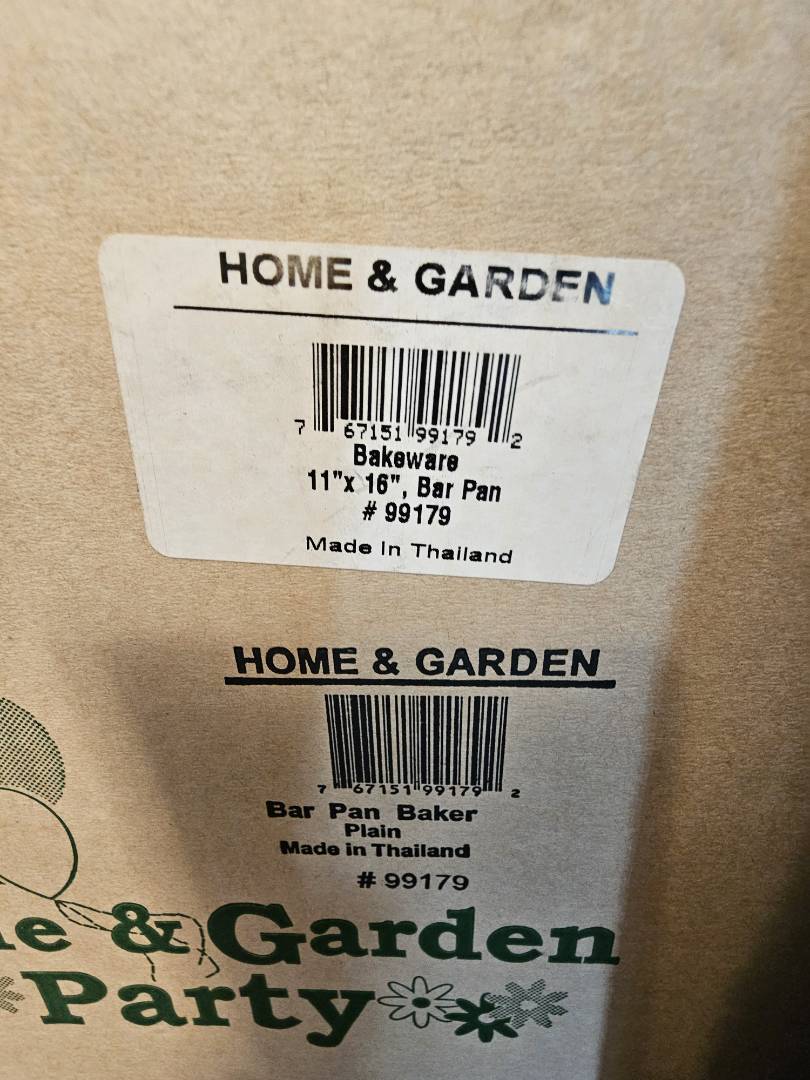 HOME & GARDEN
7 67151 99179 2
Bakeware
11"x 16", Bar Pan
# 99179
Made In Thailand
HOME & GARDEN
7 67151 99179 2
Bar Pan Baker
Plain
Made in Thailand
# 99179
e & Garden
Party